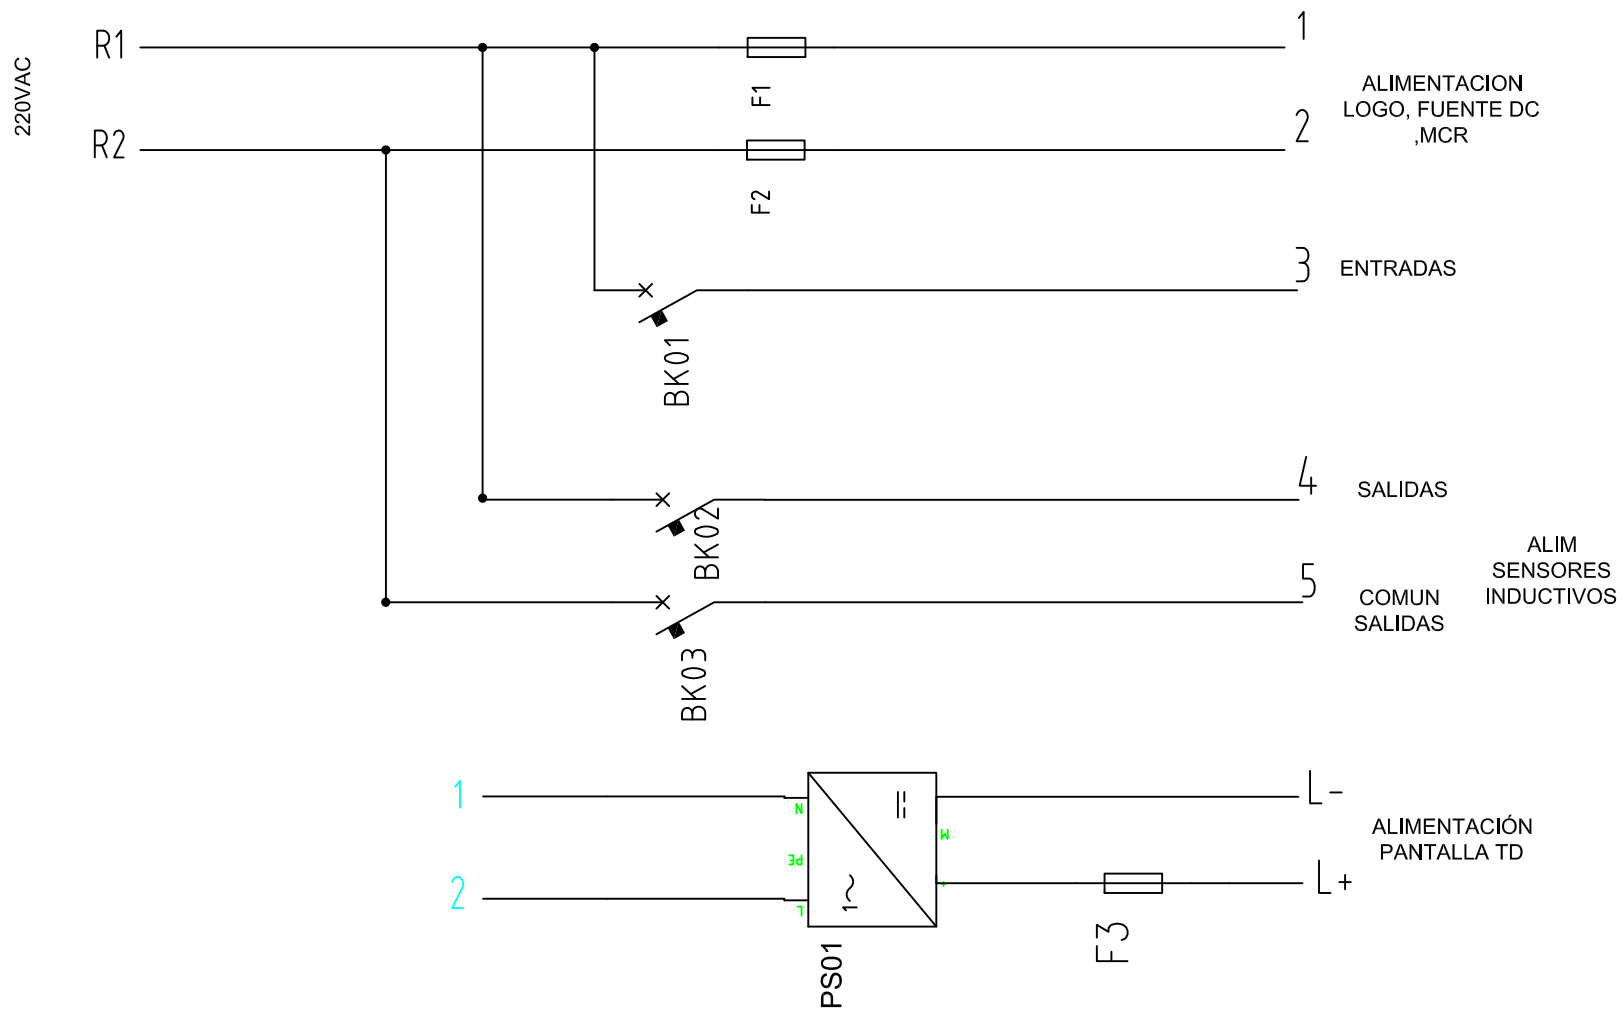 220VAC
R1
R2
F1
F2
1
2
ALIMENTACION
LOGO, FUENTE DC
,MCR
3
ENTRADAS
BK01
4
SALIDAS
BK02
5
COMUN
SALIDAS
ALIM
SENSORES
INDUCTIVOS
BK03
1
2
N
PE
L
1~
M
+
PS01
L-
L+
F3
ALIMENTACIÓN
PANTALLA TD